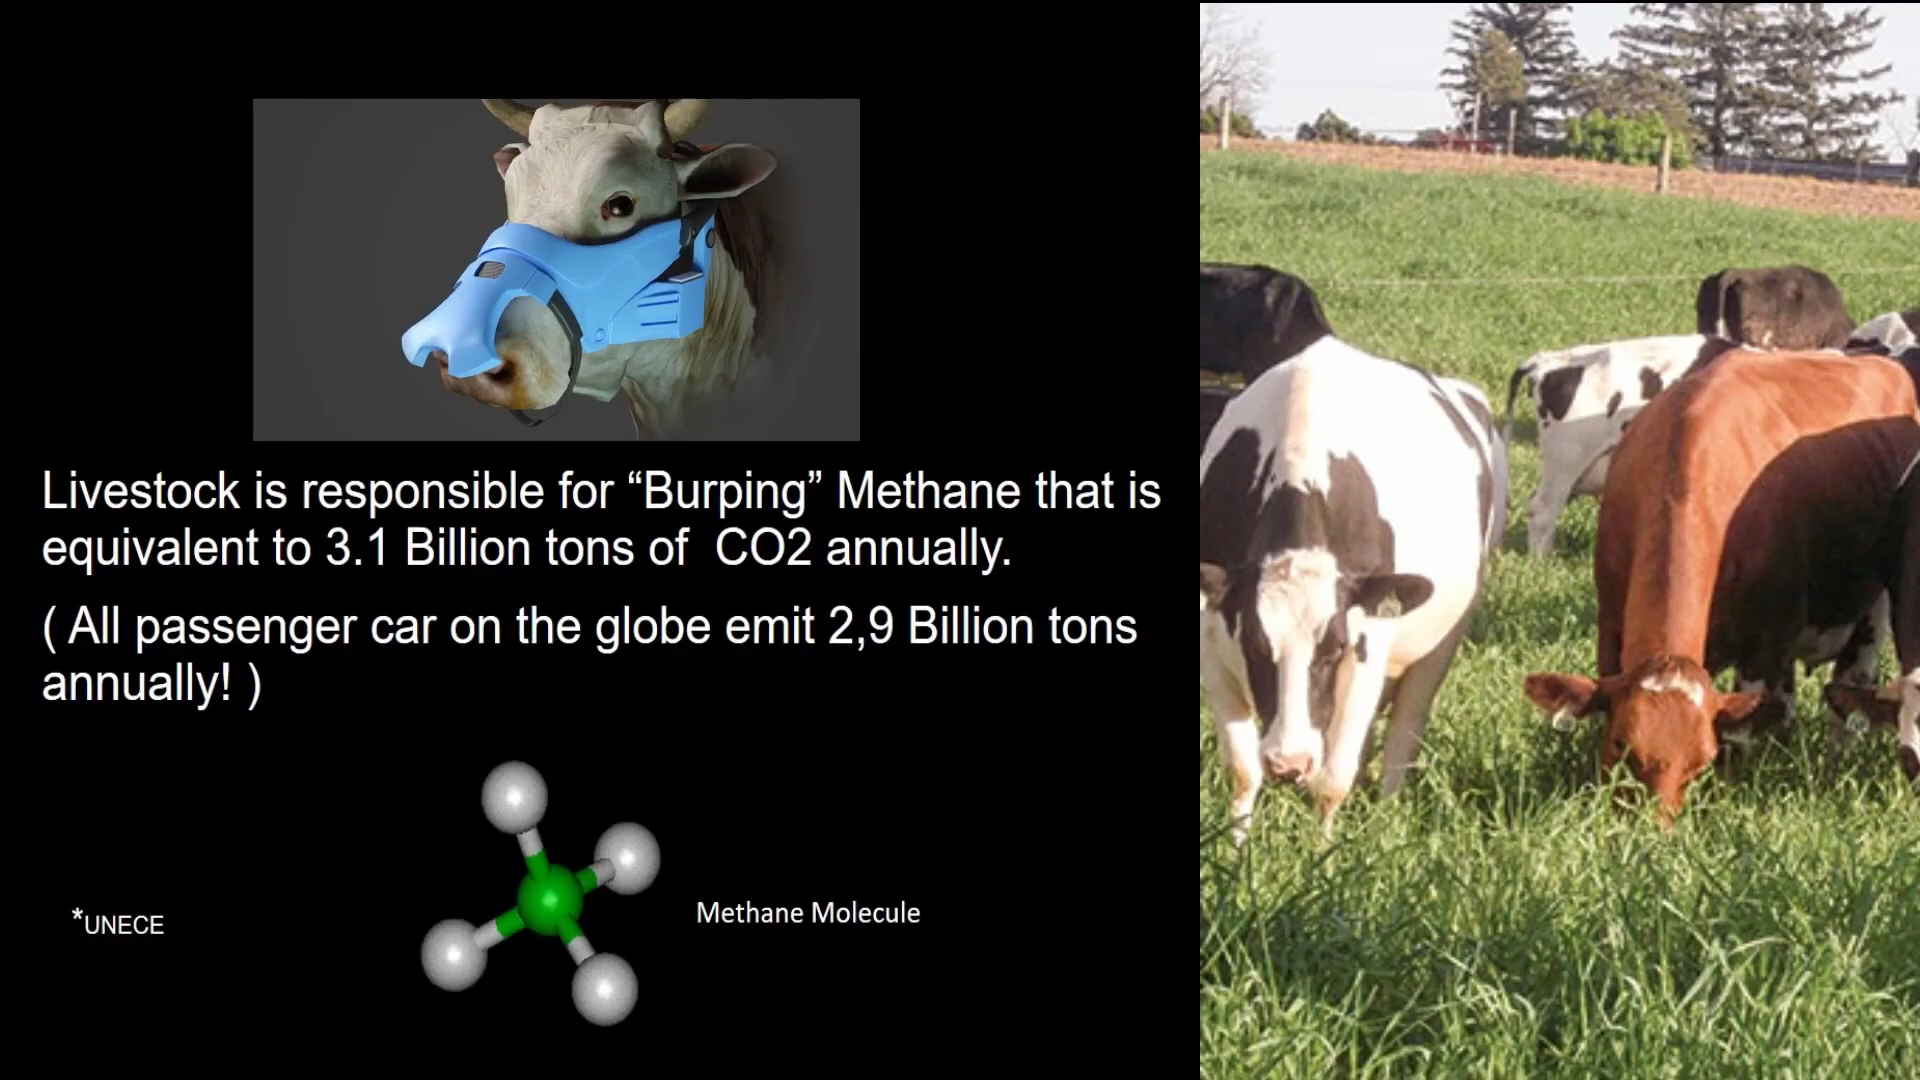 Livestock is responsible for “Burping” Methane that is
equivalent to 3.1 Billion tons of  CO2 annually.
( All passenger car on the globe emit 2,9 Billion tons
annually! )
Methane Molecule
*UNECE